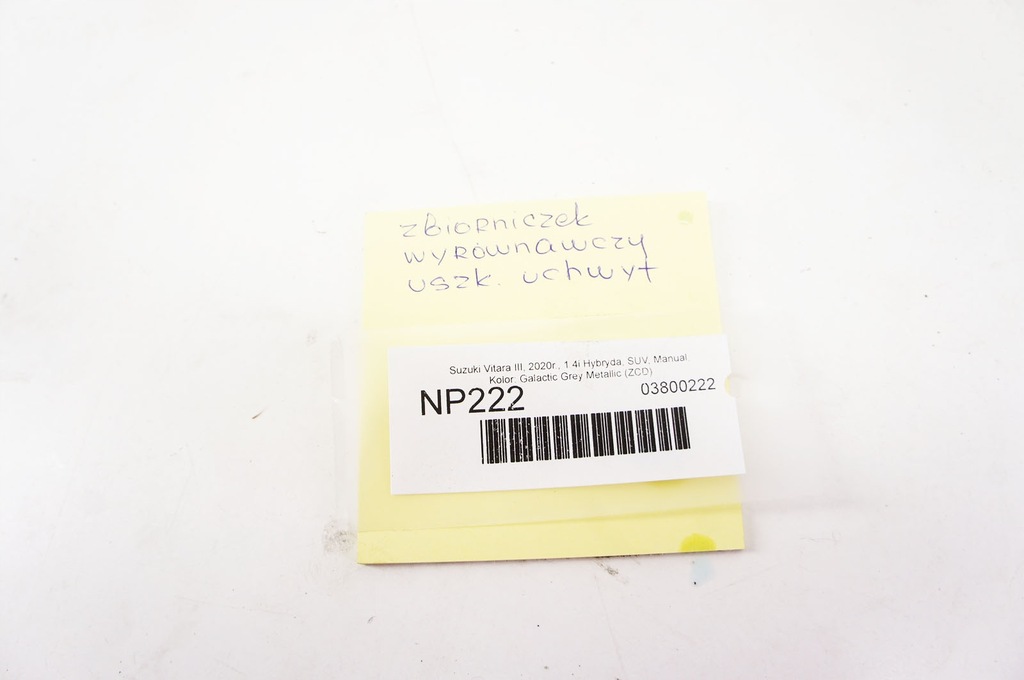 zbiorniczek
wyrównawczy
uszk. uchwyt
Suzuki Vitara III, 2020r., 1.4i Hybryda, SUV, Manual,
Kolor: Galactic Grey Metallic (ZCD)
NP222 03800222